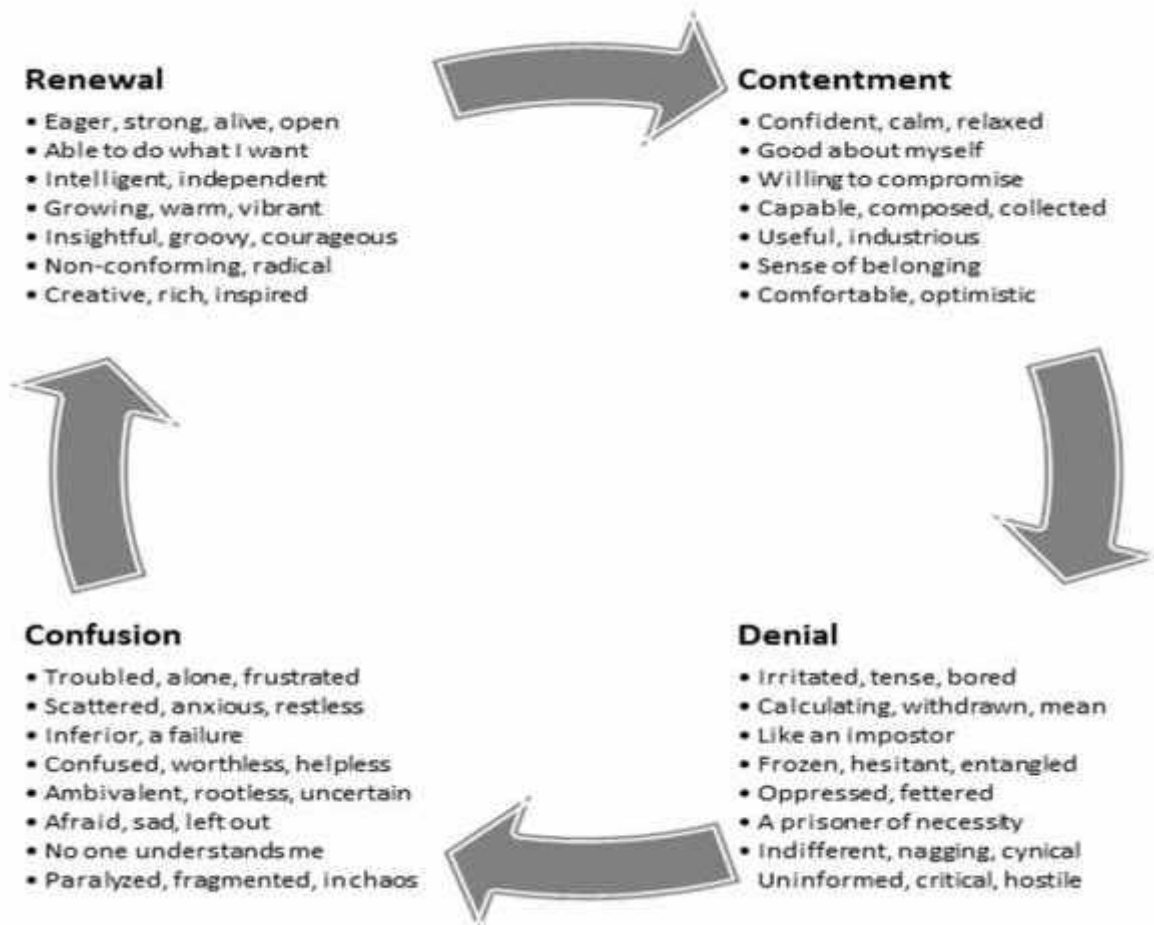 Renewal
• Eager, strong, alive, open
• Able to do what I want
• Intelligent, independent
• Growing, warm, vibrant
• Insightful, groovy, courageous
• Non-conforming, radical
• Creative, rich, inspired
Contentment
• Confident, calm, relaxed
• Good about myself
• Willing to compromise
• Capable, composed, collected
• Useful, industrious
• Sense of belonging
• Comfortable, optimistic
Confusion
• Troubled, alone, frustrated
• Scattered, anxious, restless
• Inferior, a failure
• Confused, worthless, helpless
• Ambivalent, rootless, uncertain
• Afraid, sad, left out
• No one understands me
• Paralyzed, fragmented, in chaos
Denial
• Irritated, tense, bored
• Calculating, withdrawn, mean
• Like an impostor
• Frozen, hesitant, entangled
• Oppressed, fettered
• A prisoner of necessity
• Indifferent, nagging, cynical
Uninformed, critical, hostile